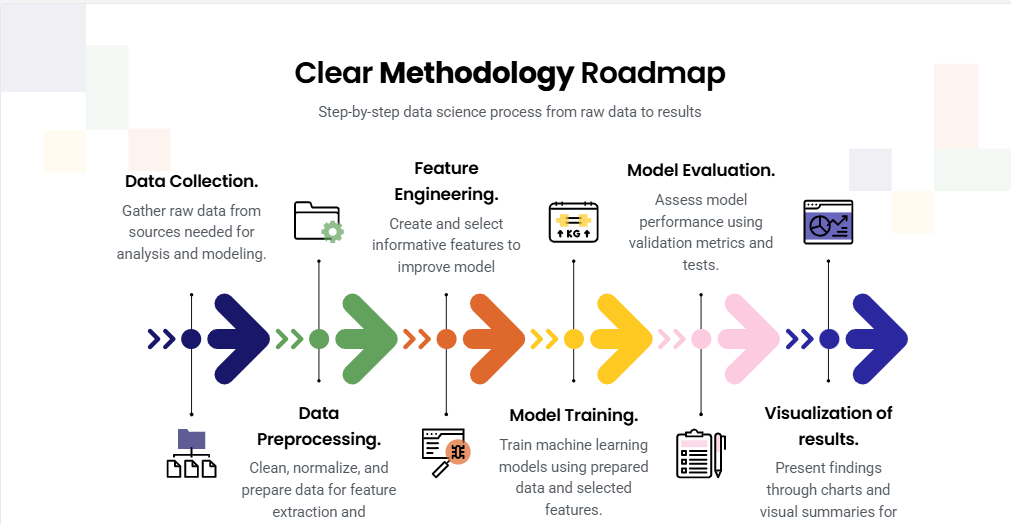 Clear Methodology Roadmap
Step-by-step data science process from raw data to results
Data Collection.
Gather raw data from
sources needed for
analysis and modeling.
Data
Preprocessing.
Clean, normalize, and
prepare data for feature
extraction and
Feature
Engineering.
Create and select
informative features to
improve model
KG
Model Training.
Train machine learning
models using prepared
data and selected
features.
Model Evaluation.
Assess model
performance using
validation metrics and
tests.
Visualization of
results.
Present findings
through charts and
visual summaries for